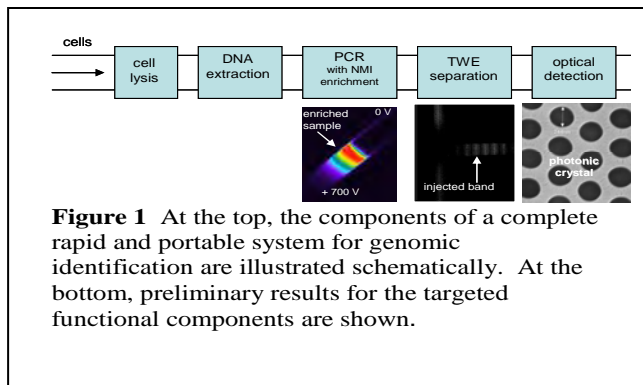 cells
cell
lysis
DNA
extraction
PCR
with NMI
enrichment
TWE
separation
optical
detection
enriched
sample
0 V
+ 700 V
injected band
photonic
crystal
Figure 1 At the top, the components of a complete
rapid and portable system for genomic
identification are illustrated schematically. At the
bottom, preliminary results for the targeted
functional components are shown.